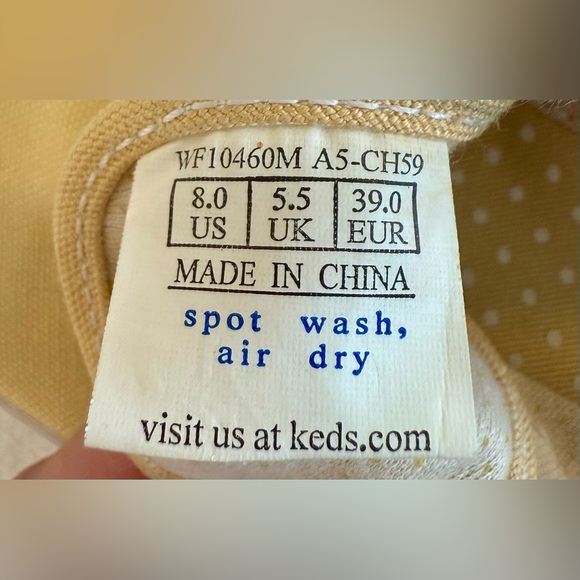 WF10460M A5-CH59
8.0 5.5 39.0
US UK EUR
MADE IN CHINA
spot wash,
air dry
visit us at keds.com